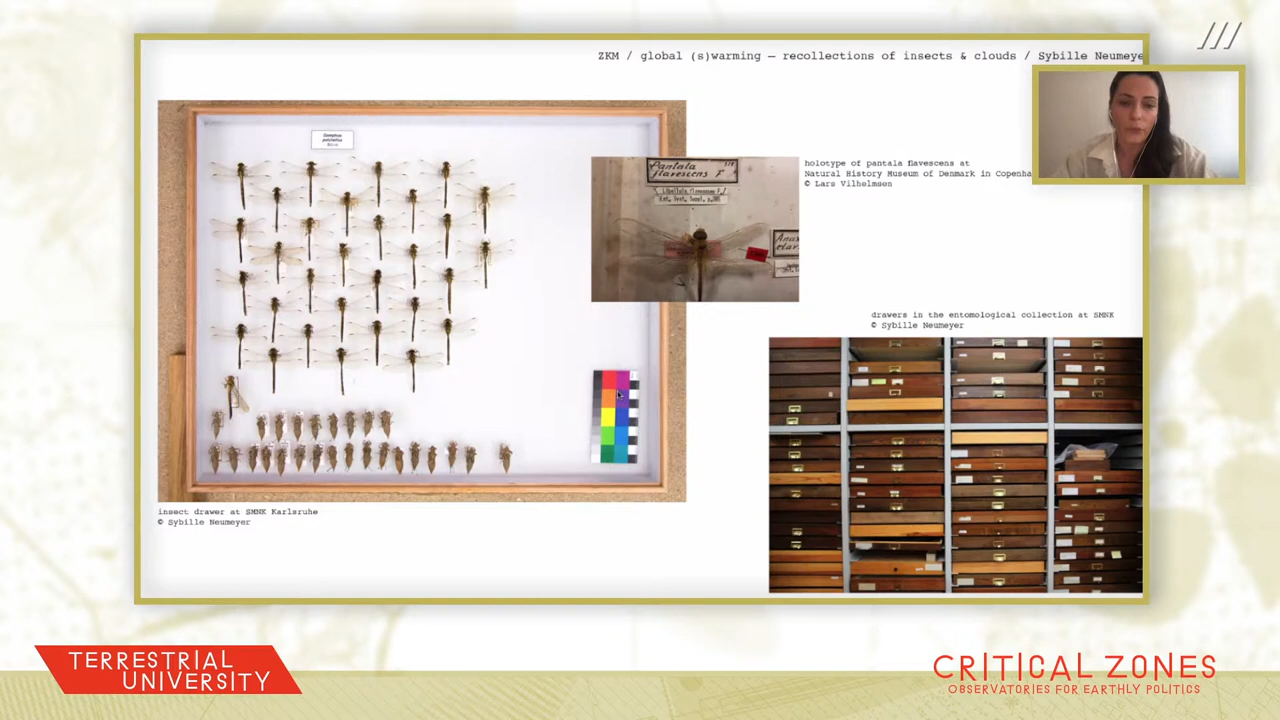 ZKM / global (s)warming – recollections of insects & clouds / Sybille Neumeye
holotype of pantala flavescens at
Natural History Museum of Denmark in Copenha
© Lars Vilhelmsen
Pantala
flavescens F
drawers in the entomological collection at SMNK
© Sybille Neumeyer
insect drawer at SMNK Karlsruhe
© Sybille Neumeyer
TERRESTRIAL
UNIVERSITY
CRITICAL ZONES
OBSERVATORIES FOR EARTHLY POLITICS